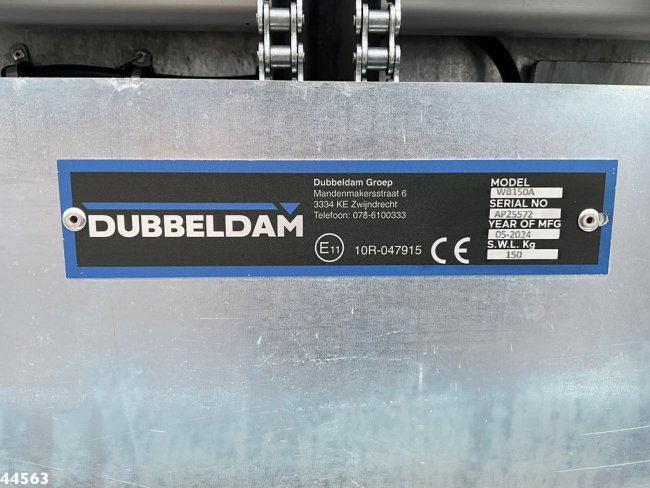 DUBBELDAM
Dubbeldam Groep
Mandenmakersstraat 6
3334 KE Zwijndrecht
Telefoon: 078-6100333
E11 10R-047915 CE
MODEL
W8150A
SERIAL NO
AP25572
YEAR OF MFG
05-2024
S.W.L. Kg
150
44563